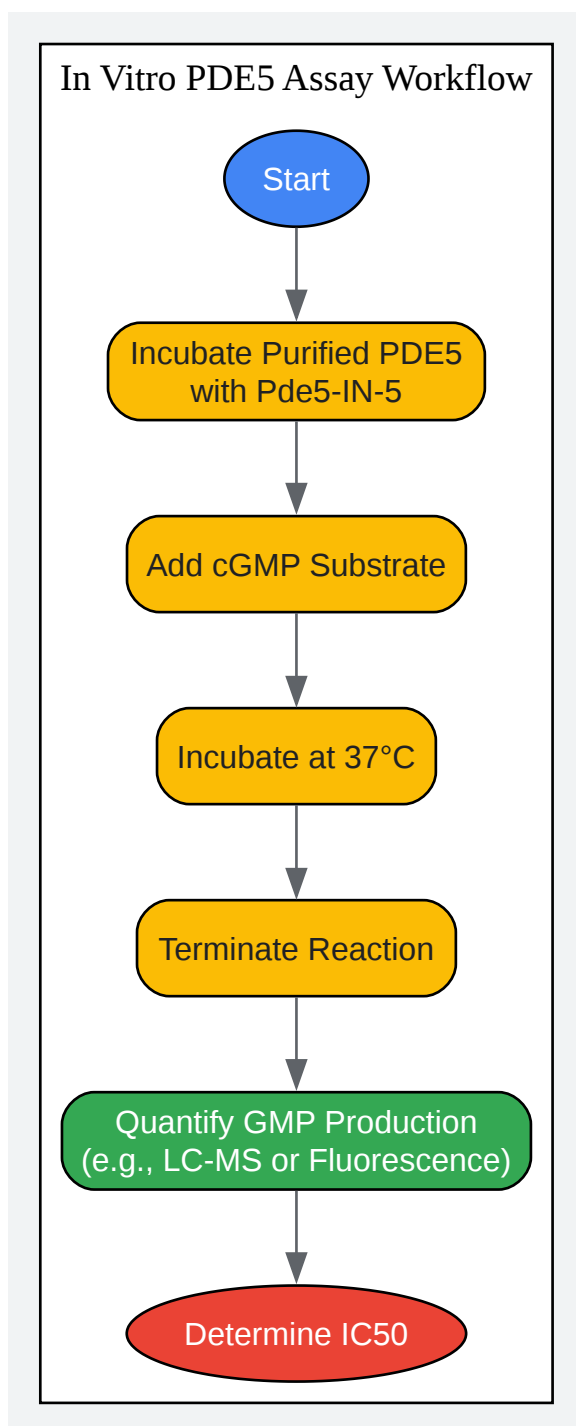 In Vitro PDE5 Assay Workflow
Start
Incubate Purified PDE5
with Pde5-IN-5
Add cGMP Substrate
Incubate at 37°C
Terminate Reaction
Quantify GMP Production
(e.g., LC-MS or Fluorescence)
Determine IC50